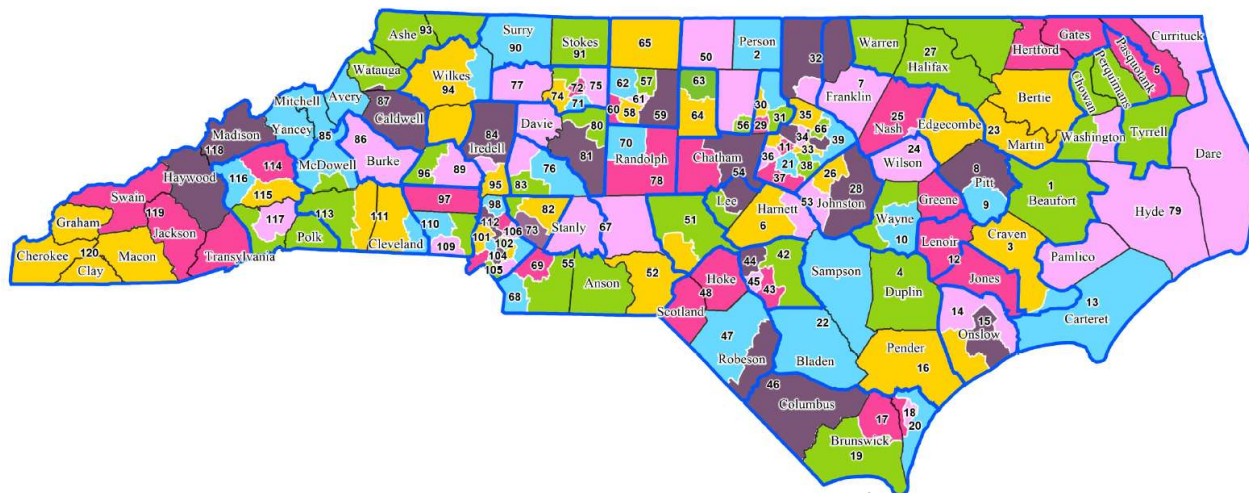 Ashe
93
Surry
90
Stokes
91
65
50
Person
2
32
Warren
27
Halifax
Hertford
Gates
Pasquotank
5
Currituck
Perquimans
Chowan
Watauga
Wilkes
94
77
74
72
75
71
62
57
61
60
58
59
63
64
56
30
29
31
7
Franklin
35
66
34
39
33
11
36
21
38
37
25
Nash
Edgecombe
23
Bertie
Martin
Washington
Tyrrell
Dare
Mitchell
Avery
87
Caldwell
Yancey
85
Madison
118
84
Iredell
Davie
80
81
70
Randolph
78
Chatham
54
26
28
Johnston
24
Wilson
8
Pitt
9
1
Beaufort
Hyde
79
Haywood
116
114
115
McDowell
86
Burke
96
89
95
83
76
Swain
119
Jackson
Graham
117
113
Polk
111
Cleveland
97
110
109
98
112
101
106
102
104
105
82
73
Stanly
67
51
Lee
Harnett
6
53
Wayne
10
Greene
Lenoir
12
Craven
3
Jones
Pamlico
Cherokee
120
Clay
Macon
Transylvania
69
68
55
Anson
52
Hoke
48
Scotland
44
45
43
42
Sampson
4
Duplin
14
15
Onslow
13
Carteret
47
Robeson
22
Bladen
Pender
16
46
Columbus
17
18
20
Brunswick
19